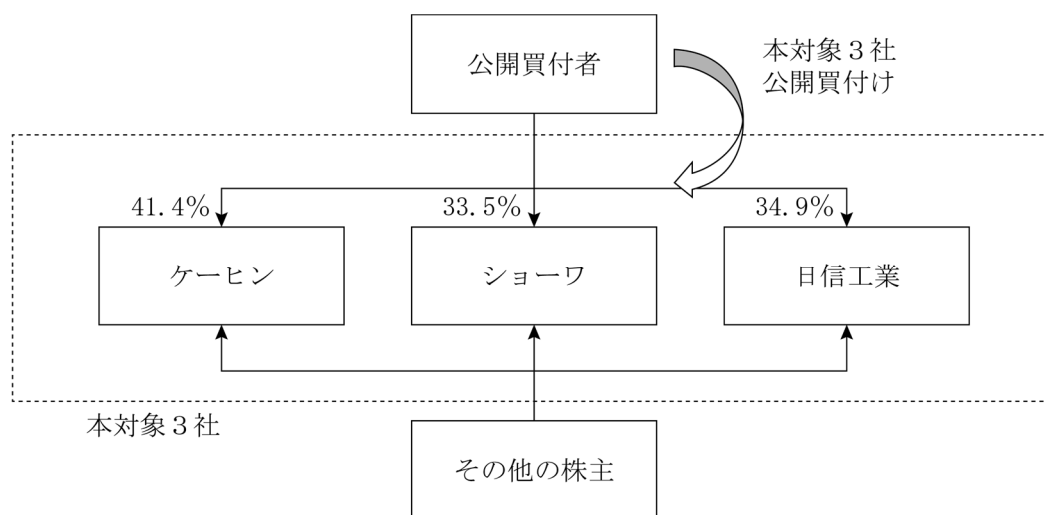 公開買付者
本対象３社
公開買付け
41.4%
33.5%
34.9%
ケーヒン
ショーワ
日信工業
本対象３社
その他の株主